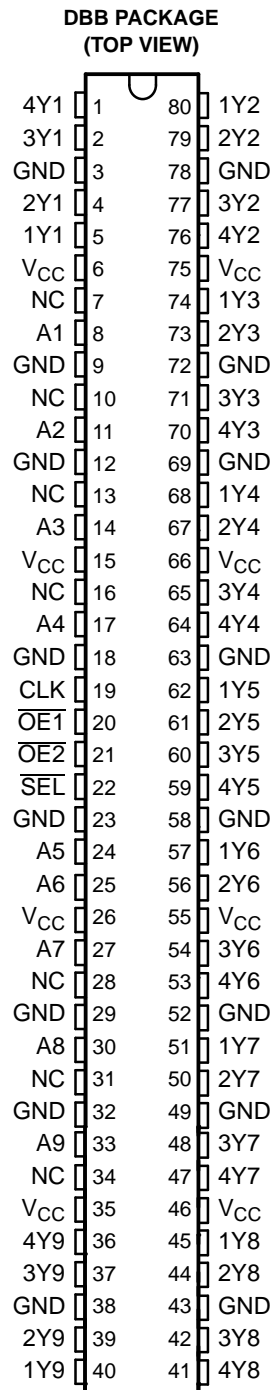 DBB PACKAGE
(TOP VIEW)
4Y1 1 80 1Y2
3Y1 2 79 2Y2
GND 3 78 GND
2Y1 4 77 3Y2
1Y1 5 76 4Y2
VCC 6 75 VCC
NC 7 74 1Y3
A1 8 73 2Y3
GND 9 72 GND
NC 10 71 3Y3
A2 11 70 4Y3
GND 12 69 GND
NC 13 68 1Y4
A3 14 67 2Y4
VCC 15 66 VCC
NC 16 65 3Y4
A4 17 64 4Y4
GND 18 63 GND
CLK 19 62 1Y5
OE1 20 61 2Y5
OE2 21 60 3Y5
SEL 22 59 4Y5
GND 23 58 GND
A5 24 57 1Y6
A6 25 56 2Y6
VCC 26 55 VCC
A7 27 54 3Y6
NC 28 53 4Y6
GND 29 52 GND
A8 30 51 1Y7
NC 31 50 2Y7
GND 32 49 GND
A9 33 48 3Y7
NC 34 47 4Y7
VCC 35 46 VCC
4Y9 36 45 1Y8
3Y9 37 44 2Y8
GND 38 43 GND
2Y9 39 42 3Y8
1Y9 40 41 4Y8